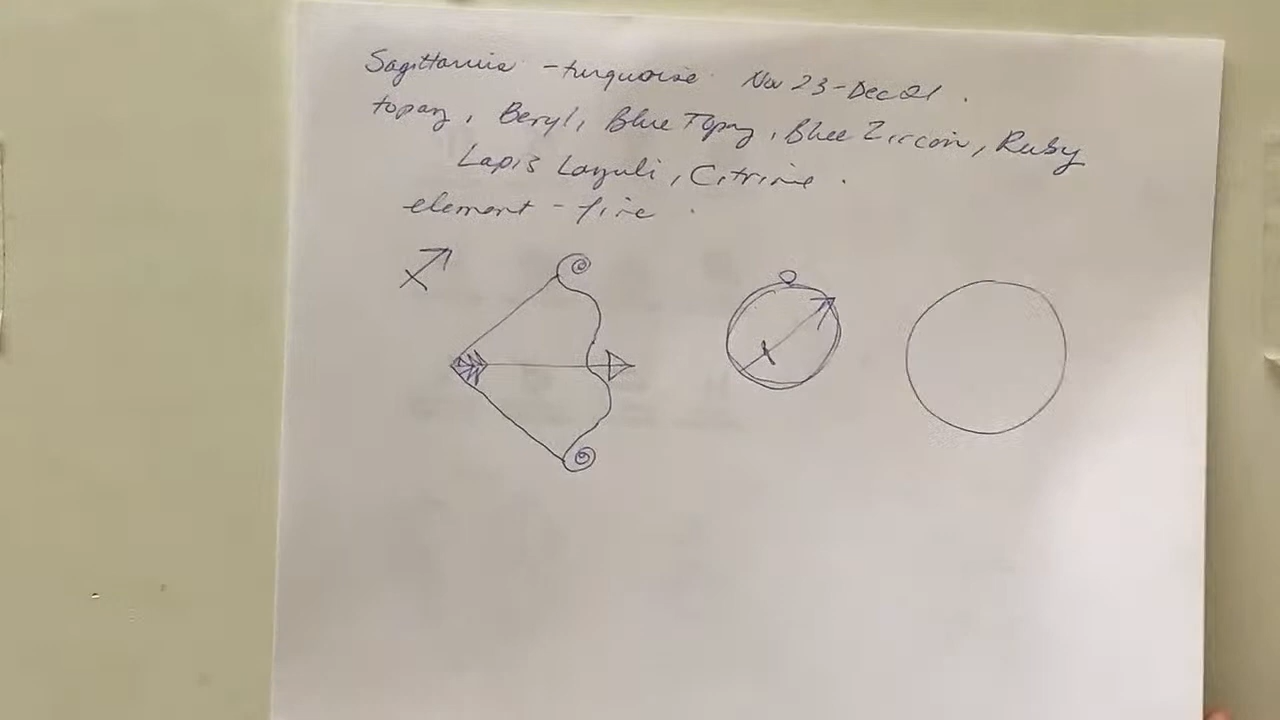 Sagittarius - turquoise Nov 23 - Dec 21.
topaz, Beryl, Blue Topaz, Blue Zircon, Ruby
Lapis Lazuli, Citrine.
element - fire.